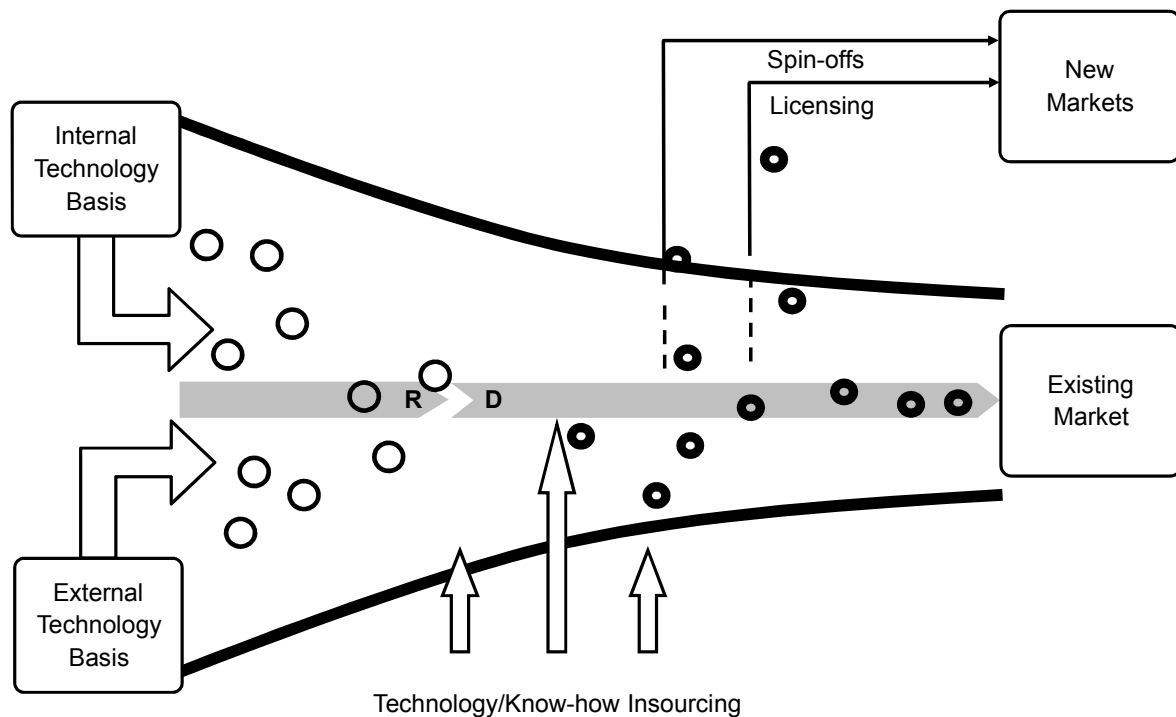 Spin-offs
Licensing
New
Markets
Internal
Technology
Basis
R
D
Existing
Market
External
Technology
Basis
Technology/Know-how Insourcing